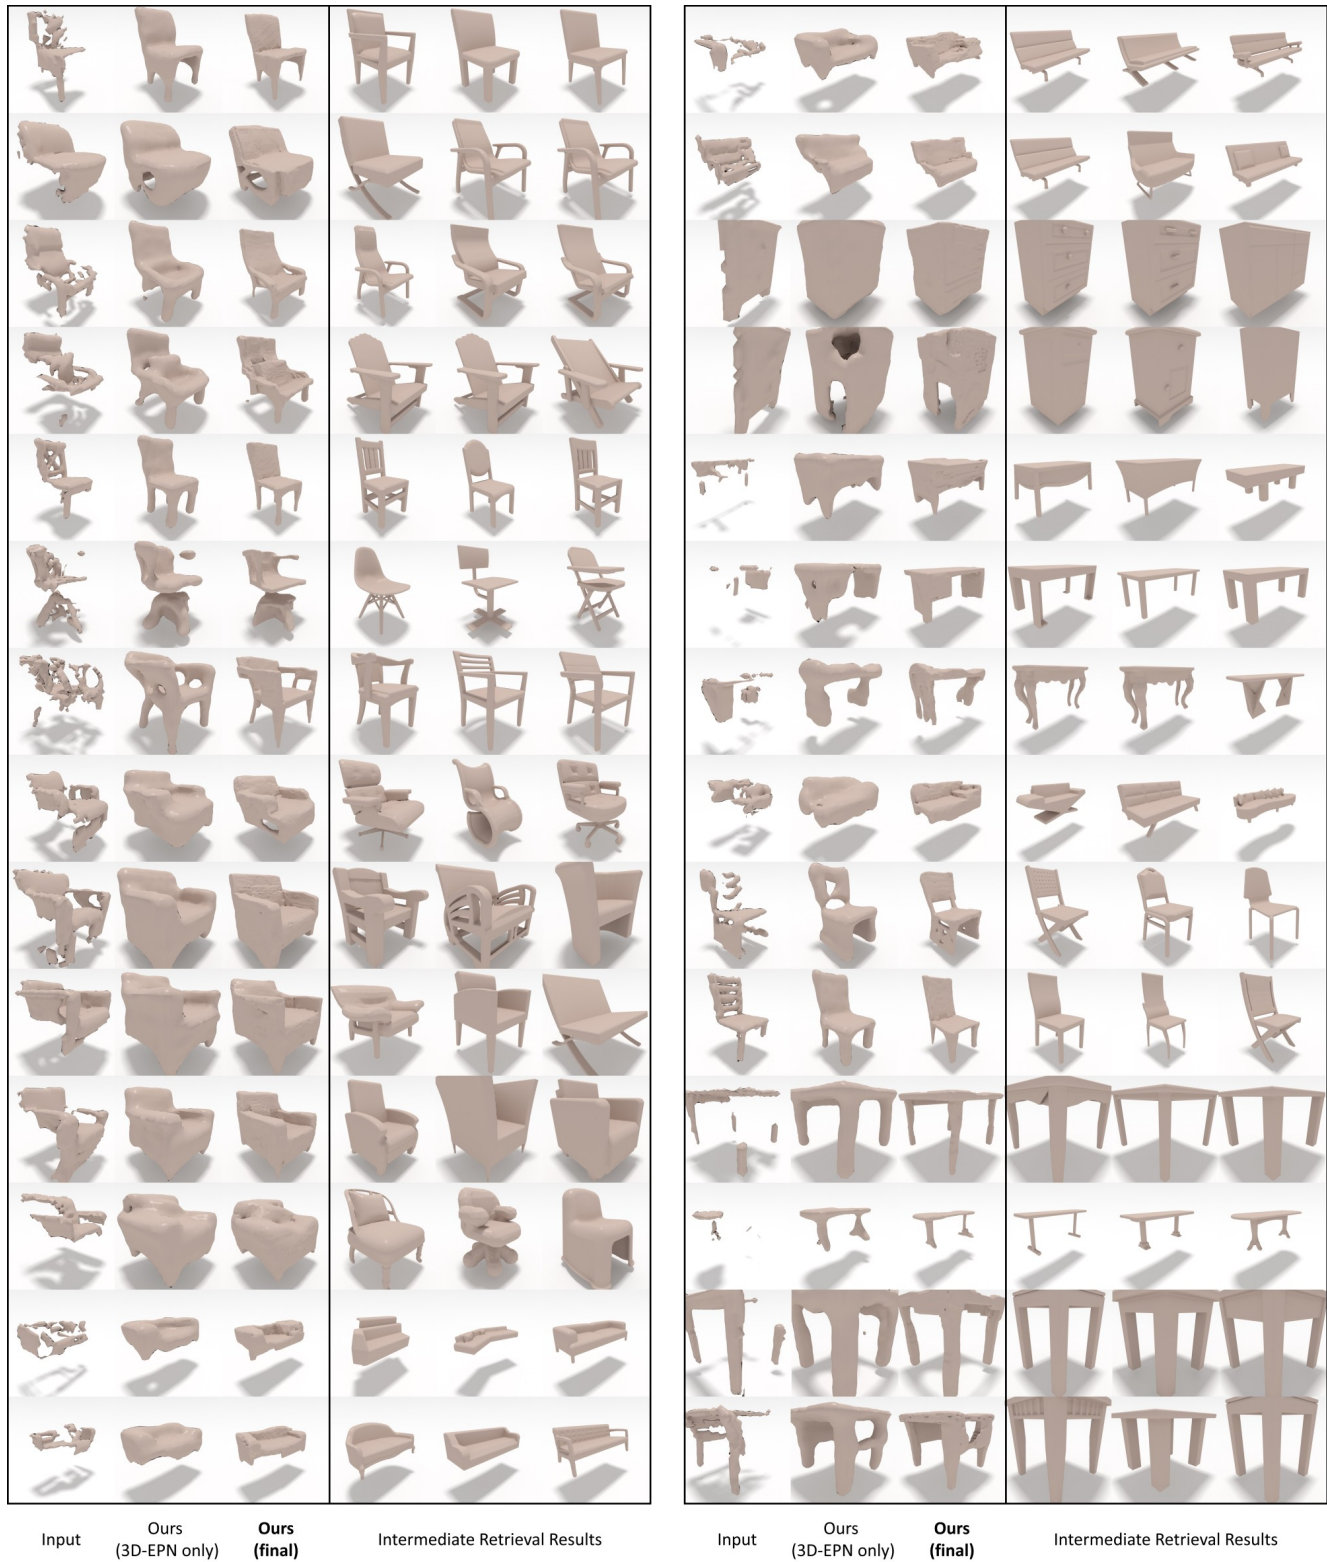 Input
Ours
(3D-EPN only)
Ours
(final)
Intermediate Retrieval Results
Input
Ours
(3D-EPN only)
Ours
(final)
Intermediate Retrieval Results